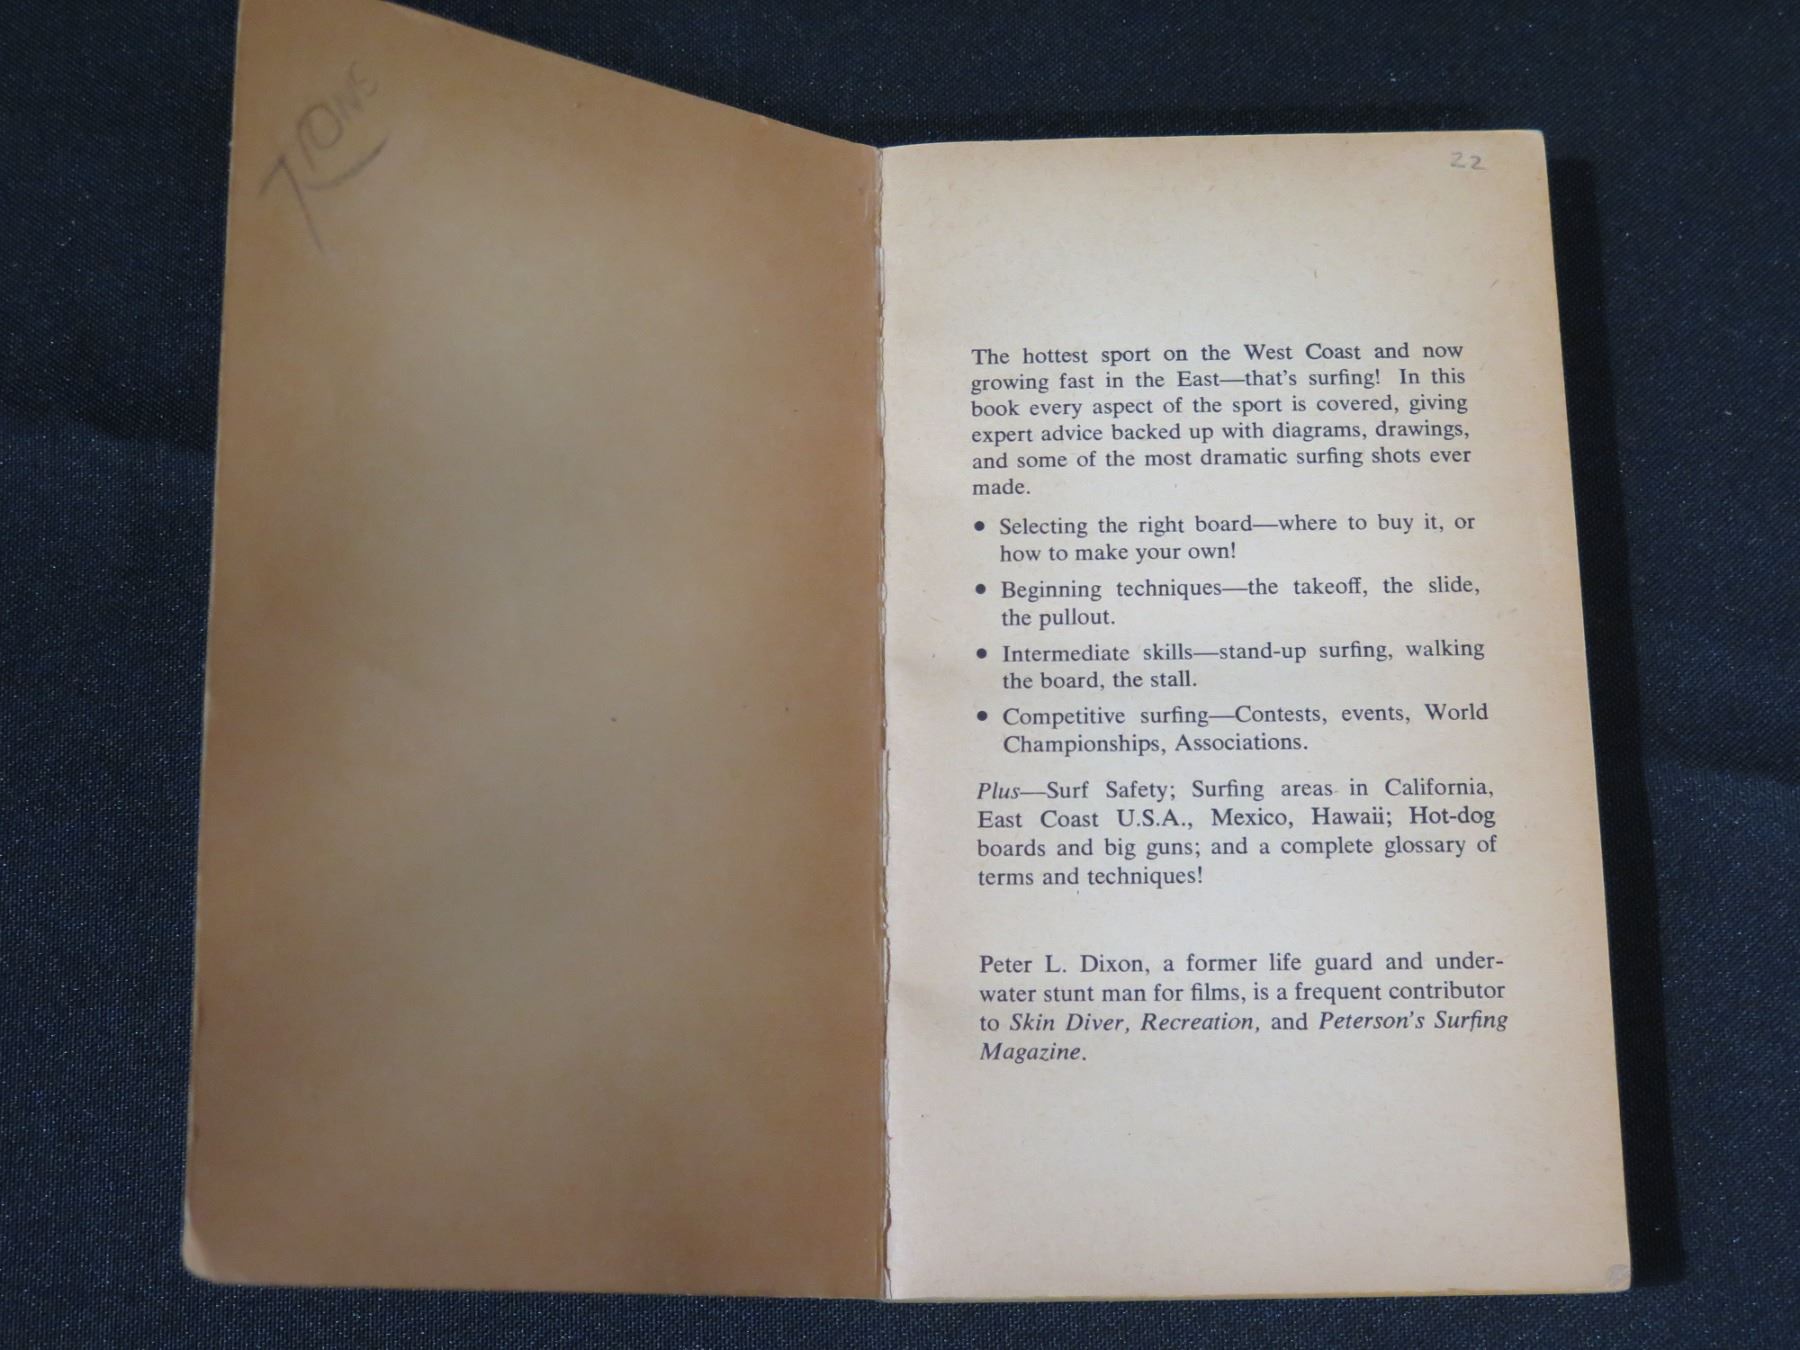 22
The hottest sport on the West Coast and now
growing fast in the East—that's surfing! In this
book every aspect of the sport is covered, giving
expert advice backed up with diagrams, drawings,
and some of the most dramatic surfing shots ever
made.
• Selecting the right board—where to buy it, or
how to make your own!
• Beginning techniques—the takeoff, the slide,
the pullout.
• Intermediate skills—stand-up surfing, walking
the board, the stall.
• Competitive surfing—Contests, events, World
Championships, Associations.
Plus—Surf Safety; Surfing areas in California,
East Coast U.S.A., Mexico, Hawaii; Hot-dog
boards and big guns; and a complete glossary of
terms and techniques!
Peter L. Dixon, a former life guard and under-
water stunt man for films, is a frequent contributor
to Skin Diver, Recreation, and Peterson's Surfing
Magazine.